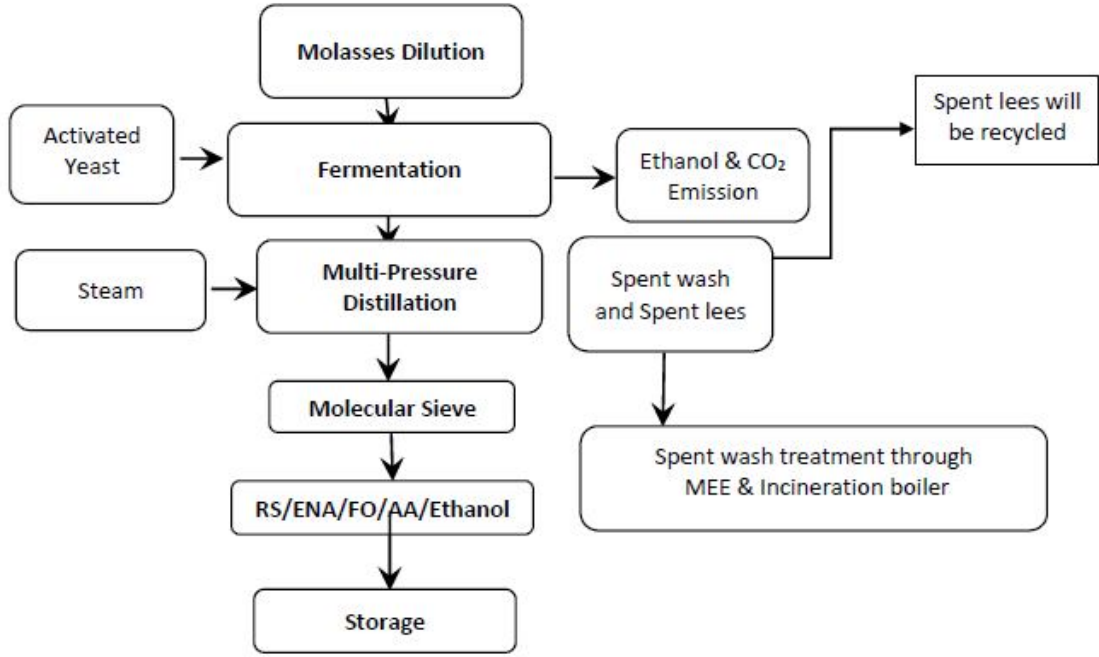 Molasses Dilution
Spent lees will
be recycled
Activated
Yeast
Fermentation
Ethanol & CO₂
Emission
Steam
Multi-Pressure
Distillation
Spent wash
and Spent lees
Molecular Sieve
Spent wash treatment through
MEE & Incineration boiler
RS/ENA/FO/AA/Ethanol
Storage